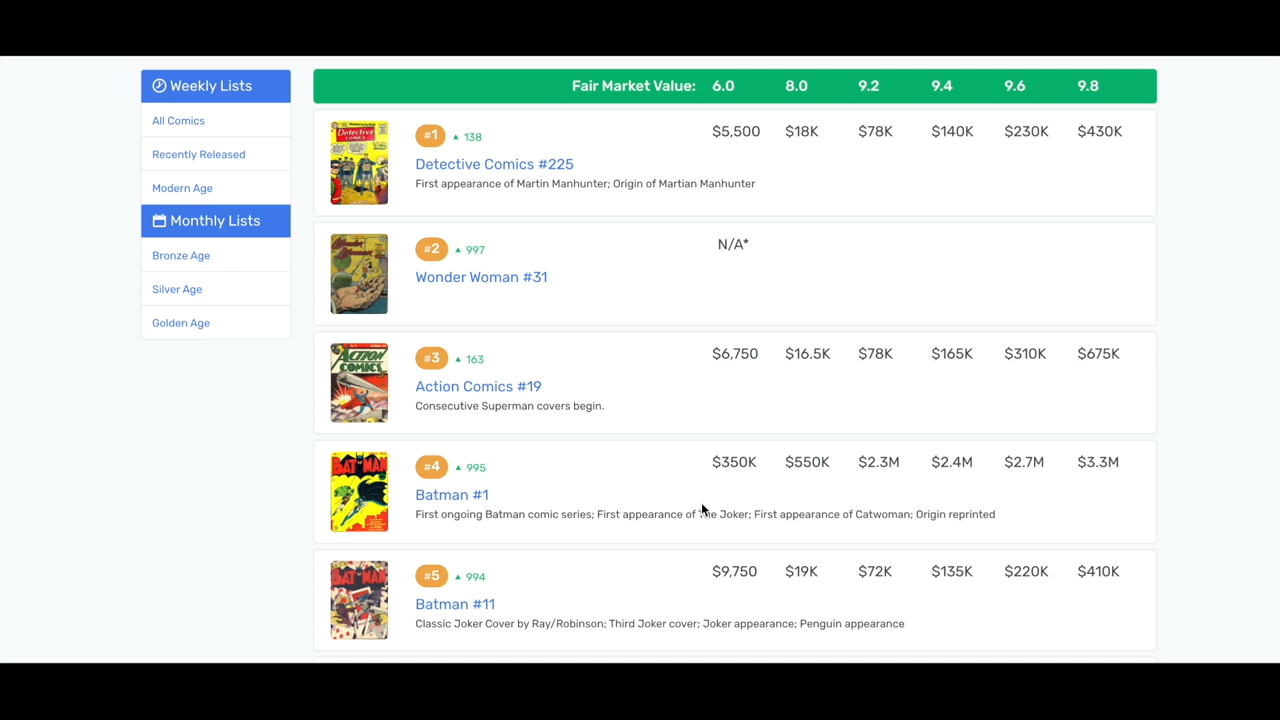 Weekly Lists
All Comics
Recently Released
Modern Age
Monthly Lists
Bronze Age
Silver Age
Golden Age
Fair Market Value: 6.0 8.0 9.2 9.4 9.6 9.8
#1 138
$5,500 $18K $78K $140K $230K $430K
Detective Comics #225
First appearance of Martin Manhunter; Origin of Martian Manhunter
#2 997
N/A*
Wonder Woman #31
#3 163
$6,750 $16.5K $78K $165K $310K $675K
Action Comics #19
Consecutive Superman covers begin.
#4 995
$350K $550K $2.3M $2.4M $2.7M $3.3M
Batman #1
First ongoing Batman comic series; First appearance of The Joker; First appearance of Catwoman; Origin reprinted
#5 994
$9,750 $19K $72K $135K $220K $410K
Batman #11
Classic Joker Cover by Ray/Robinson; Third Joker cover; Joker appearance; Penguin appearance
Detective
COMICS
ACTION
COMICS
BATMAN
BATMAN